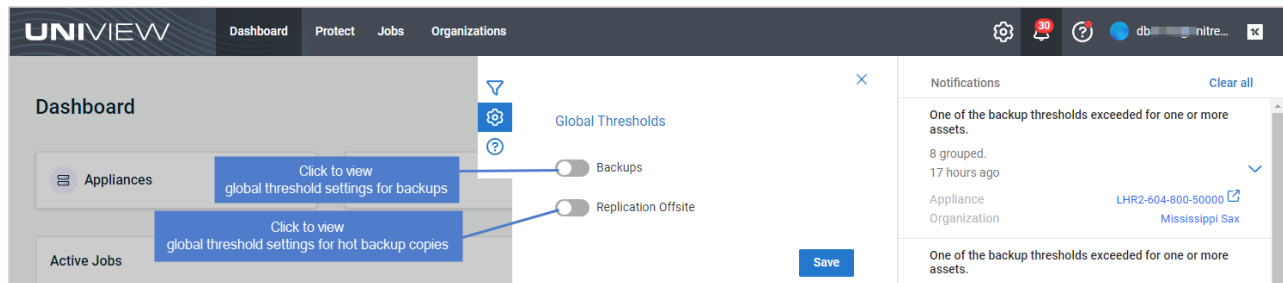 UNIVIEW
Dashboard Protect Jobs Organizations
30
Dashboard
Appliances
Active Jobs
Click to view
global threshold settings for backups
Click to view
global threshold settings for hot backup copies
Global Thresholds
Backups
Replication Offsite
Save
Notifications Clear all
One of the backup thresholds exceeded for one or more
assets.
8 grouped.
17 hours ago
Appliance LHR2-604-800-50000
Organization Mississippi Sax
One of the backup thresholds exceeded for one or more
assets.